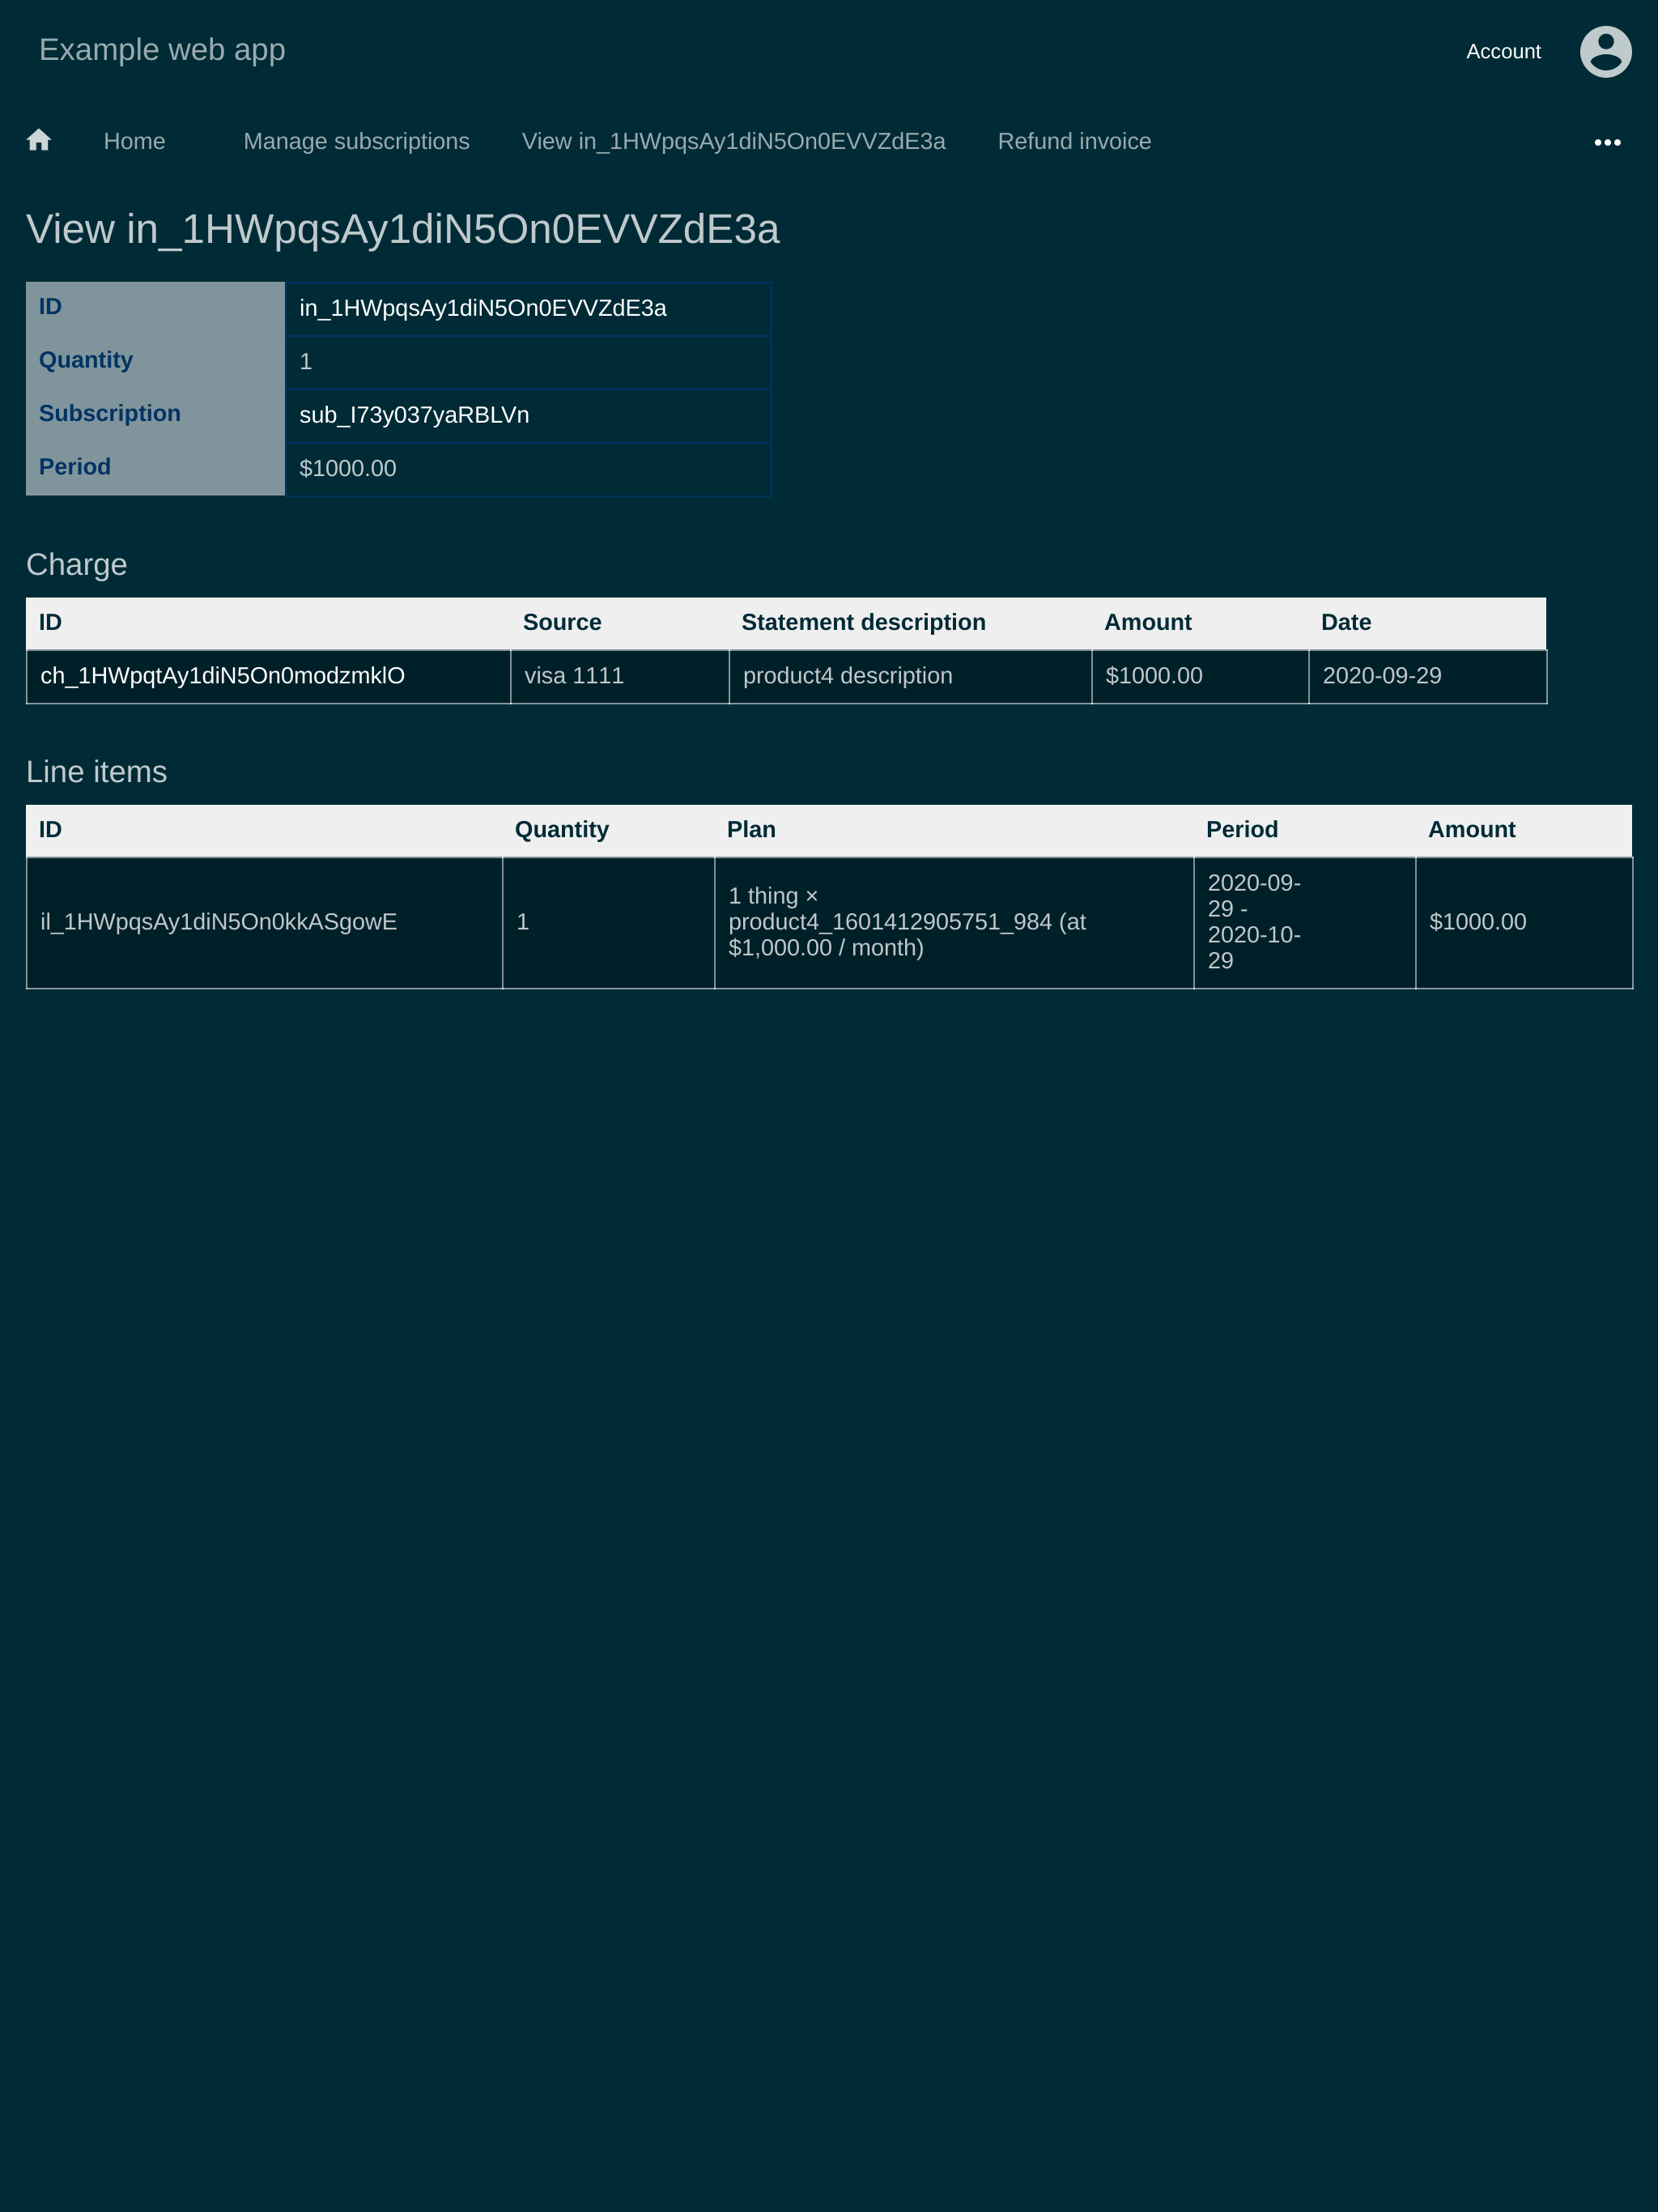 Example web app
Account
Home Manage subscriptions View in_1HWpqsAy1diN5On0EVVZdE3a Refund invoice
View in_1HWpqsAy1diN5On0EVVZdE3a
ID in_1HWpqsAy1diN5On0EVVZdE3a
Quantity 1
Subscription sub_I73y037yaRBLVn
Period $1000.00
Charge
ID Source Statement description Amount Date
ch_1HWpqtAy1diN5On0modzmklO visa 1111 product4 description $1000.00 2020-09-29
Line items
ID Quantity Plan Period Amount
il_1HWpqsAy1diN5On0kkASgowE
1
1 thing ×
product4_1601412905751_984 (at
$1,000.00 / month)
2020-09-
29 -
2020-10-
29
$1000.00